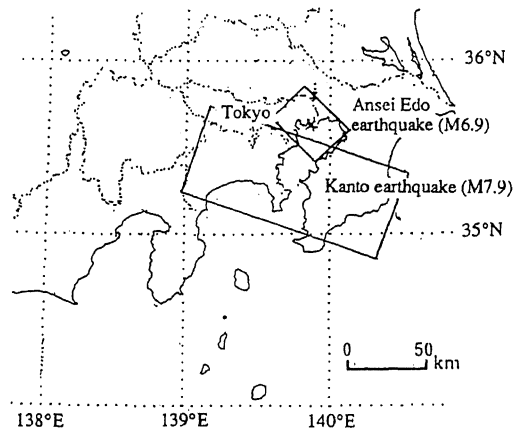 36°N
Tokyo
Ansei Edo
earthquake (M6.9)
Kanto earthquake (M7.9)
35°N
0 50
km
138°E 139°E 140°E